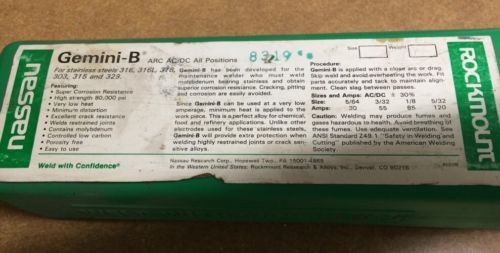 nesseu
Gemini-B ARC AC/DC All Positions
8319
For stainless steels 316, 316L, 318,
303, 315 and 329.
Featuring:
• Super Corrosion Resistance
• High strength 80,000 psi
• Very low heat
• Minimum distortion
• Excellent crack resistance
• Welds restrained joints
• Contains molybdenum
• Controlled low carbon
• Porosity free
• Easy to use
Weld with Confidence®
Gemini-B has been developed for the
maintenance welder who must weld
molybdenum bearing stainless and obtain
superior corrosion resistance. Cracking, pitting
and corrosion are easily avoided.
Since Gemini-B can be used at a very low
amperage, minimum heat is applied to the
work piece. This is a perfect alloy for chemical,
food and refinery applications. Unlike other
electrodes used for these stainless steels,
Gemini-B will provide extra protection when
welding highly restrained joints or crack sen-
sitive alloys.
Nassau Research Corp., Hopewell Twp., PA 15001-4868
In the Western United States: Rockmount Research & Alloys, Inc., Denver, CO 80216
Size
Weight
Procedure:
Gemini-B is applied with a close arc or drag.
Skip weld and avoid overheating the work. Fit
parts accurately and tack to maintain alignment.
Clean slag between passes.
Sizes and Amps: AC/DC ± 30%
Size: 5/64 3/32 1/8 5/32
Amps: 30 55 85 120
Caution: Welding may produce fumes and
gases hazardous to health. Avoid breathing of
these fumes. Use adequate ventilation. See
ANSI Standard Z49.1 "Safety in Welding and
Cutting" published by the American Welding
Society
ROCKMOUNT